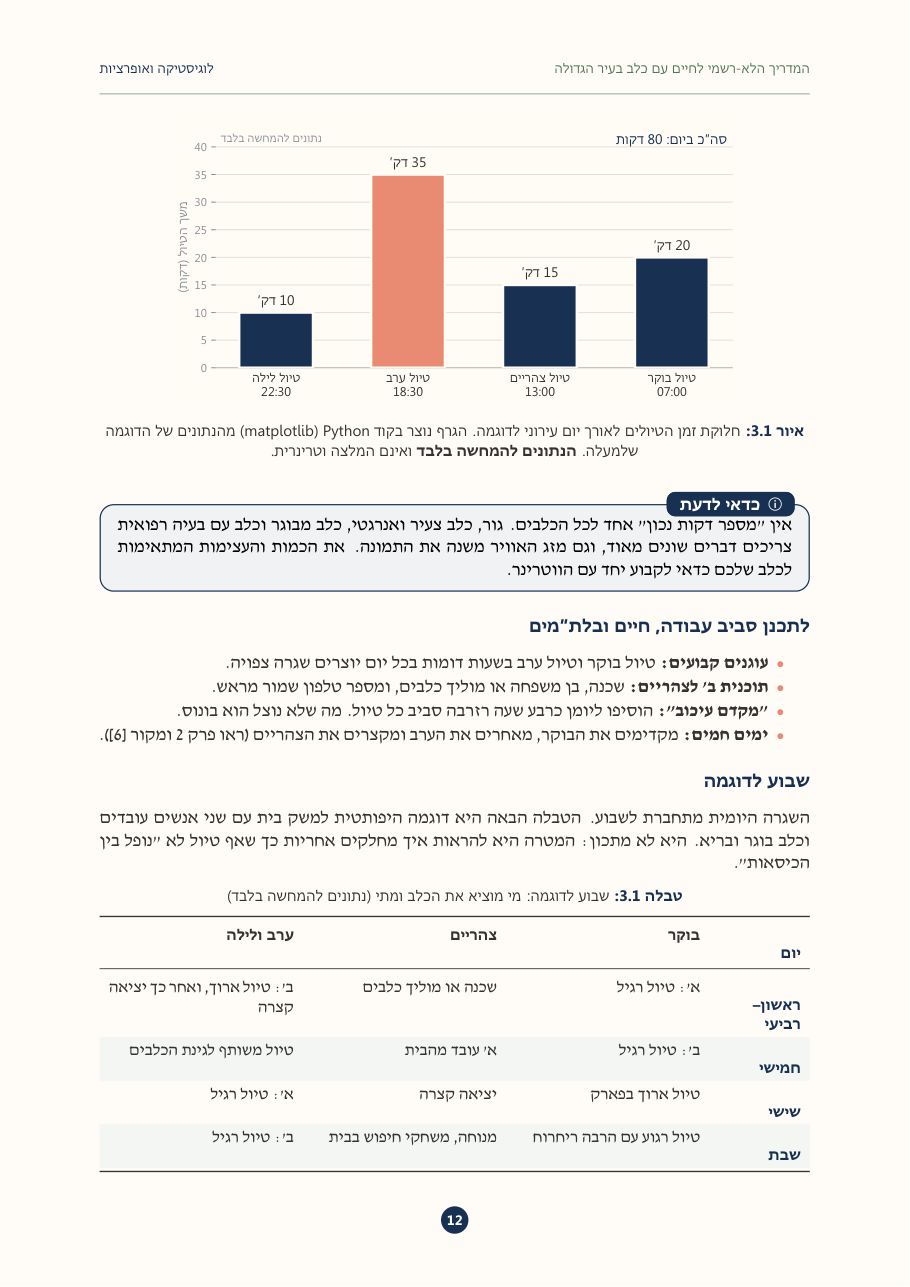 המדריך הלא-רשמי לחיים עם כלב בעיר הגדולה
לוגיסטיקה ואופרציות
סה״כ ביום: 80 דקות
נתונים להמחשה בלבד
משך הטיול (דקות)
40
35
30
25
20
15
10
5
0
20 דק׳
15 דק׳
35 דק׳
10 דק׳
טיול בוקר
07:00
טיול צהריים
13:00
טיול ערב
18:30
טיול לילה
22:30
איור 3.1: חלוקת זמן הטיולים לאורך יום עירוני לדוגמה. הגרף נוצר בקוד Python (matplotlib) מהנתונים של הדוגמה
שלמעלה. הנתונים להמחשה בלבד ואינם המלצה וטרינרית.
כדאי לדעת
אין ״מספר דקות נכון״ אחד לכל הכלבים. גור, כלב צעיר ואנרגטי, כלב מבוגר וכלב עם בעיה רפואית
צריכים דברים שונים מאוד, וגם מזג האוויר משנה את התמונה. את הכמות והעצימות המתאימות
לכלב שלכם כדאי לקבוע יחד עם הווטרינר.
לתכנן סביב עבודה, חיים ובלת״מים
• עוגנים קבועים: טיול בוקר וטיול ערב בשעות דומות בכל יום יוצרים שגרה צפויה.
• תוכנית ב׳ לצהריים: שכנה, בן משפחה או מוליך כלבים, ומספר טלפון שמור מראש.
• ״מקדם עיכוב״: הוסיפו ליומן כרבע שעה רזרבה סביב כל טיול. מה שלא נוצל הוא בונוס.
• ימים חמים: מקדימים את הבוקר, מאחרים את הערב ומקצרים את הצהריים (ראו פרק 2 ומקור [6]).
שבוע לדוגמה
השגרה היומית מתחברת לשבוע. הטבלה הבאה היא דוגמה היפותטית למשק בית עם שני אנשים עובדים
וכלב בוגר ובריא. היא לא מתכון: המטרה היא להראות איך מחלקים אחריות כך שאף טיול לא ״נופל בין
הכיסאות״.
טבלה 3.1: שבוע לדוגמה: מי מוציא את הכלב ומתי (נתונים להמחשה בלבד)
יום בוקר צהריים ערב ולילה
ראשון– א׳: טיול רגיל שכנה או מוליך כלבים ב׳: טיול ארוך, ואחר כך יציאה
רביעי קצרה
חמישי ב׳: טיול רגיל א׳ עובד מהבית טיול משותף לגינת הכלבים
שישי טיול ארוך בפארק יציאה קצרה א׳: טיול רגיל
שבת טיול רגוע עם הרבה ריחרוח מנוחה, משחקי חיפוש בבית ב׳: טיול רגיל
12